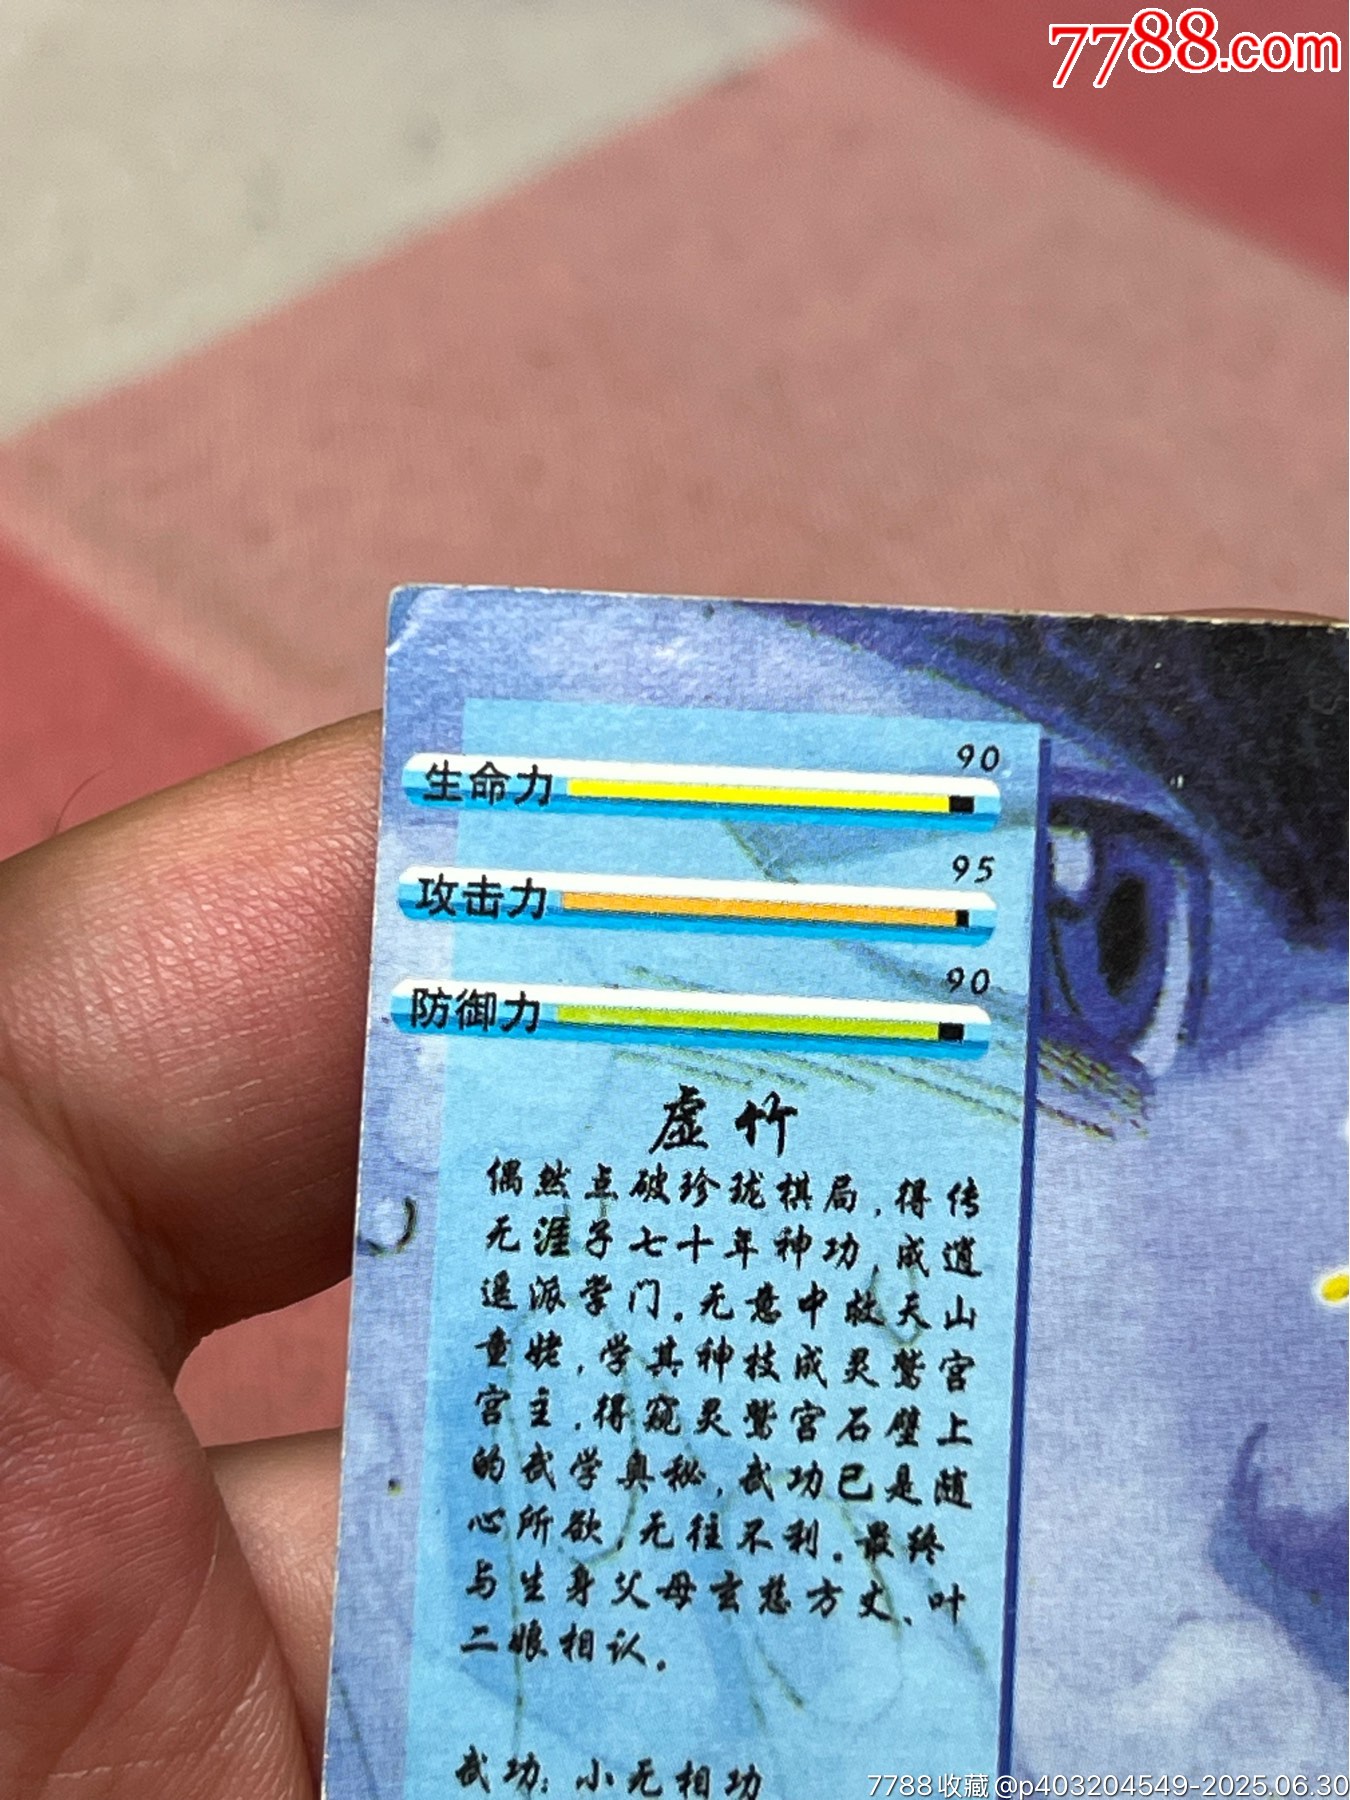 7788.com
90
生命力
95
攻击力
90
防御力
虚竹
偶然点破珍珑棋局,得传
无涯子七十年神功,成逍
遥派掌门。无意中救天山
童姥,学其神技成灵鹫宫
宫主,得窥灵鹫宫石壁上
的武学奥秘,武功已是随
心所欲,无往不利。最终
与生身父母玄慈方丈、叶
二娘相认。
武功:小无相功
7788收藏@p403204549-2025.06.30